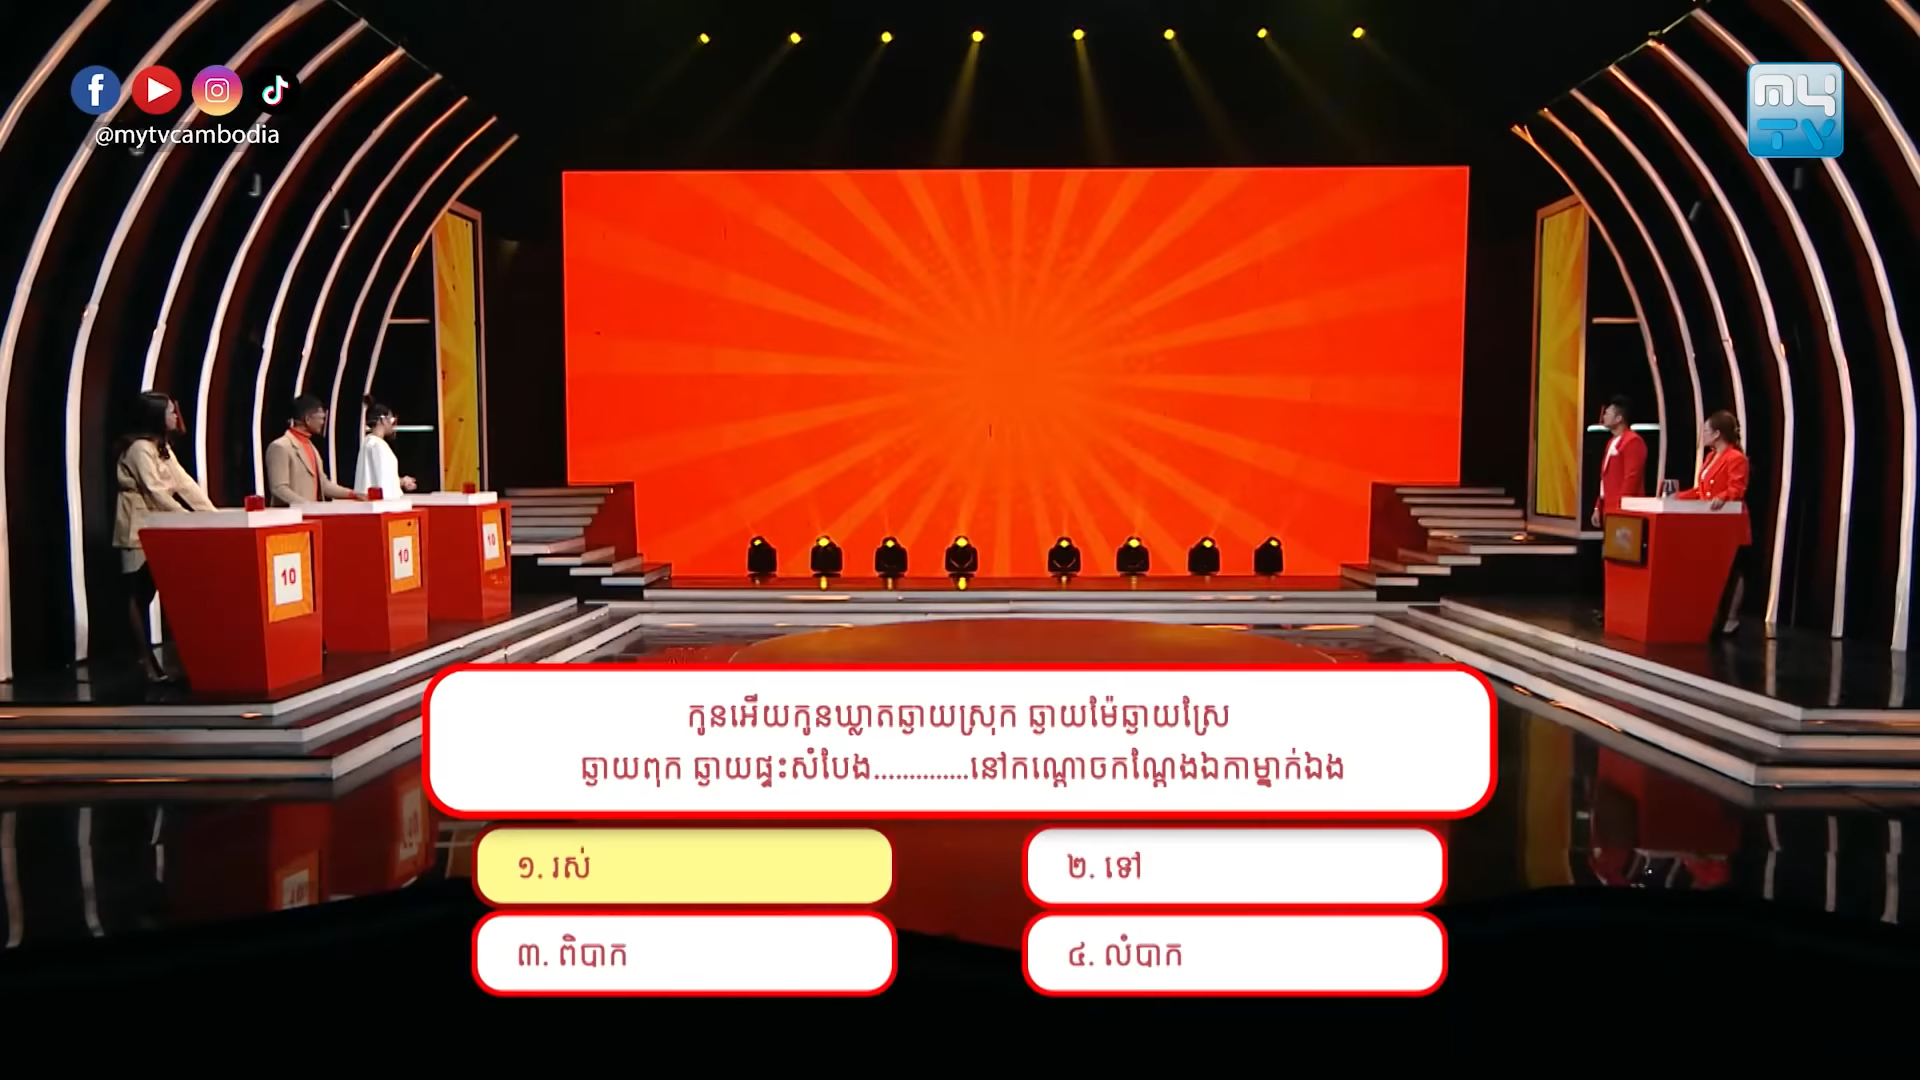 @mytvcambodia
MYTV
10
10
10
កូនអើយកូនឃ្លាតឆ្ងាយស្រុក ឆ្ងាយម៉ែឆ្ងាយស្រែ
ឆ្ងាយពុក ឆ្ងាយផ្ទះសំបែង..............នៅកណ្តោចកណ្តែងឯកាម្នាក់ឯង
១. រស់
២. ទៅ
៣. ពិបាក
៤. លំបាក